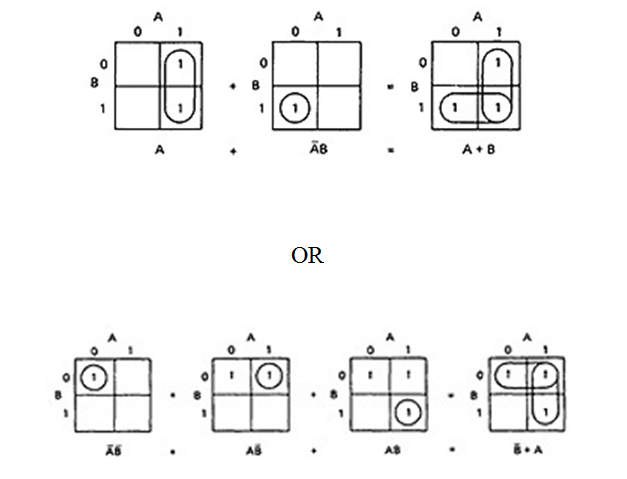 A A A
0 1 0 1 0 1
0 1 0 0 1
B + B = B
1 1 1 1 1 1 1
A + A̅B = A + B
OR
A A A A
0 1 0 1 0 1 0 1
0 1 0 1 1 0 1 1 0 1 1
B + B + B = B
1 1 1 1 1 1
A̅B̅ + AB̅ + AB = B̅ + A